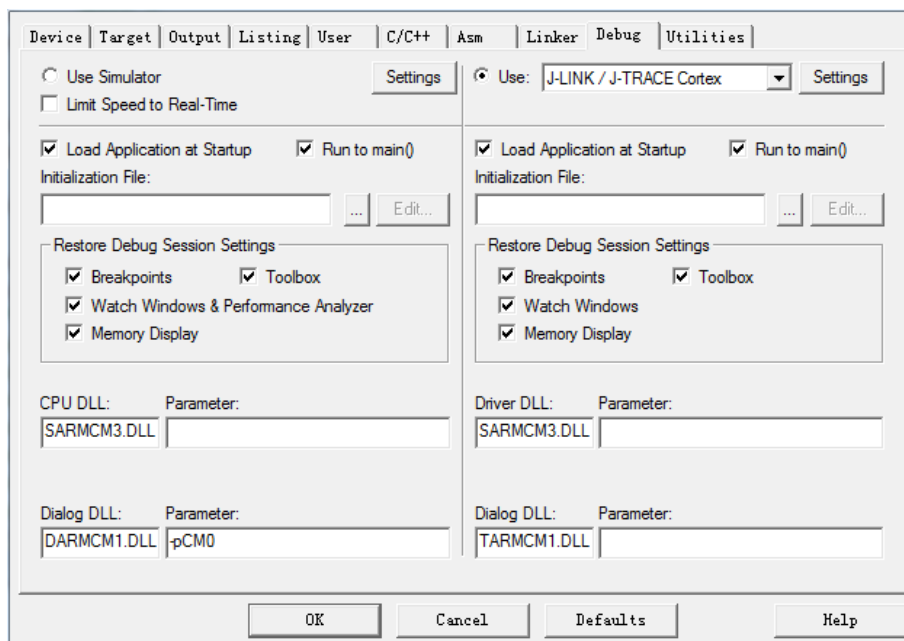 Device Target Output Listing User C/C++ Asm Linker Debug Utilities
Use Simulator
Settings
Limit Speed to Real-Time
Use: J-LINK / J-TRACE Cortex
Settings
Load Application at Startup
Run to main()
Initialization File:
...
Edit...
Restore Debug Session Settings
Breakpoints
Toolbox
Watch Windows & Performance Analyzer
Memory Display
CPU DLL: Parameter:
SARMCM3.DLL
Dialog DLL: Parameter:
DARMCM1.DLL -pCM0
Load Application at Startup
Run to main()
Initialization File:
...
Edit...
Restore Debug Session Settings
Breakpoints
Toolbox
Watch Windows
Memory Display
Driver DLL: Parameter:
SARMCM3.DLL
Dialog DLL: Parameter:
TARMCM1.DLL
OK Cancel Defaults Help